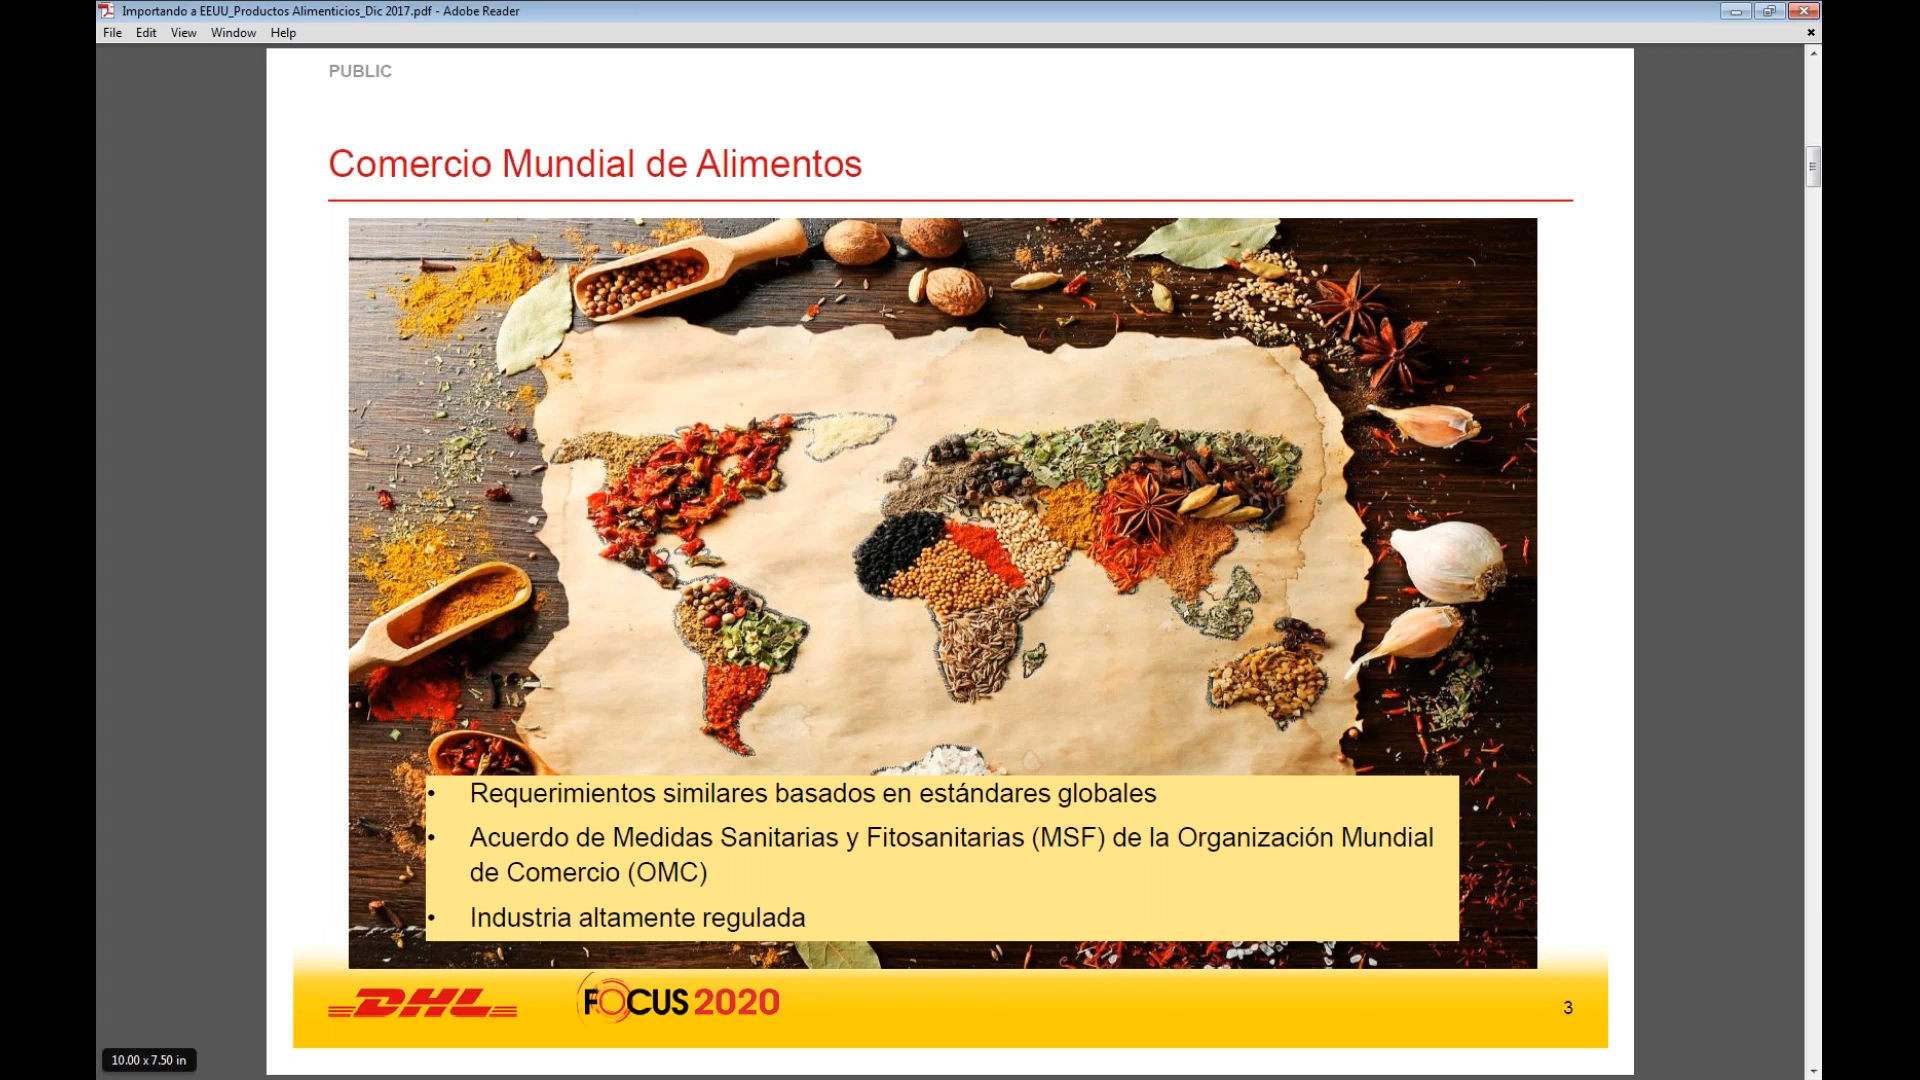 Importando a EEUU_Productos Alimenticios_Dic 2017.pdf - Adobe Reader
File Edit View Window Help
PUBLIC
Comercio Mundial de Alimentos
• Requerimientos similares basados en estándares globales
• Acuerdo de Medidas Sanitarias y Fitosanitarias (MSF) de la Organización Mundial
de Comercio (OMC)
• Industria altamente regulada
DHL FOCUS 2020 3
10.00 x 7.50 in